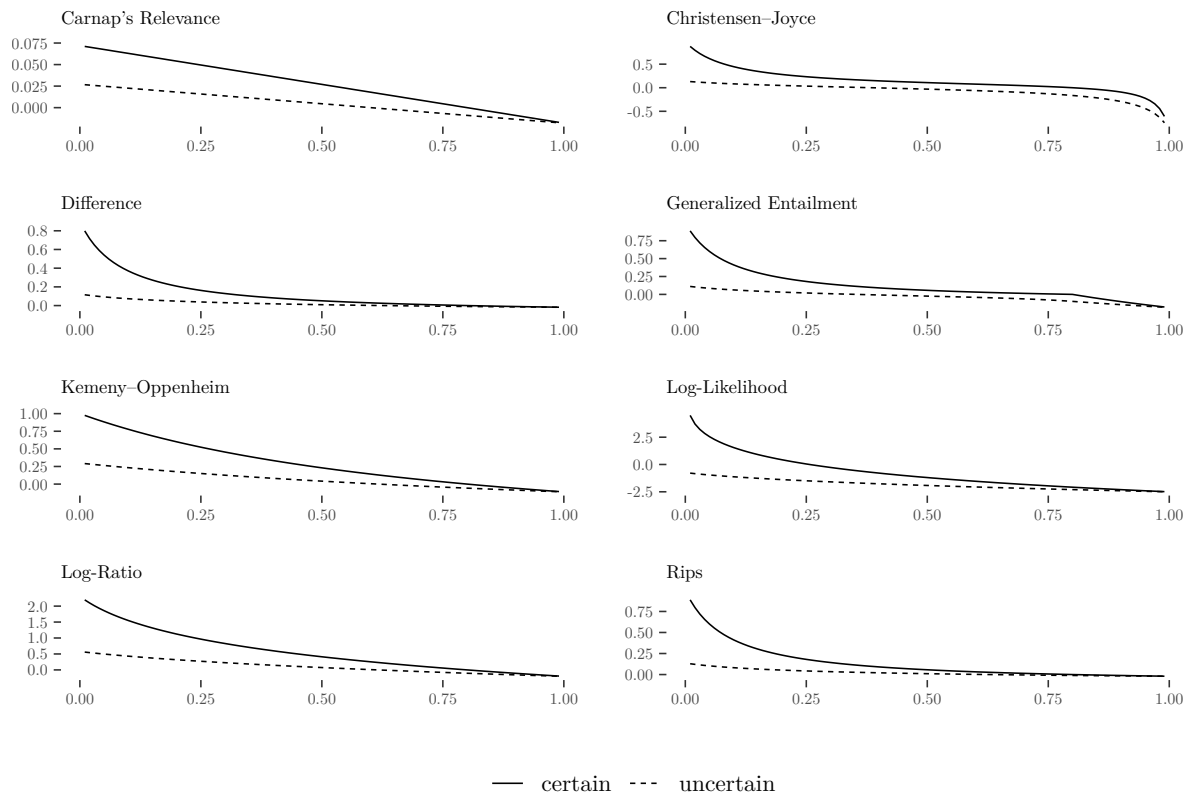 Carnap's Relevance
0.075
0.050
0.025
0.000
0.00 0.25 0.50 0.75 1.00
Christensen–Joyce
0.5
0.0
-0.5
0.00 0.25 0.50 0.75 1.00
Difference
0.8
0.6
0.4
0.2
0.0
0.00 0.25 0.50 0.75 1.00
Generalized Entailment
0.75
0.50
0.25
0.00
0.00 0.25 0.50 0.75 1.00
Kemeny–Oppenheim
1.00
0.75
0.50
0.25
0.00
0.00 0.25 0.50 0.75 1.00
Log-Likelihood
2.5
0.0
-2.5
0.00 0.25 0.50 0.75 1.00
Log-Ratio
2.0
1.5
1.0
0.5
0.0
0.00 0.25 0.50 0.75 1.00
Rips
0.75
0.50
0.25
0.00
0.00 0.25 0.50 0.75 1.00
certain uncertain